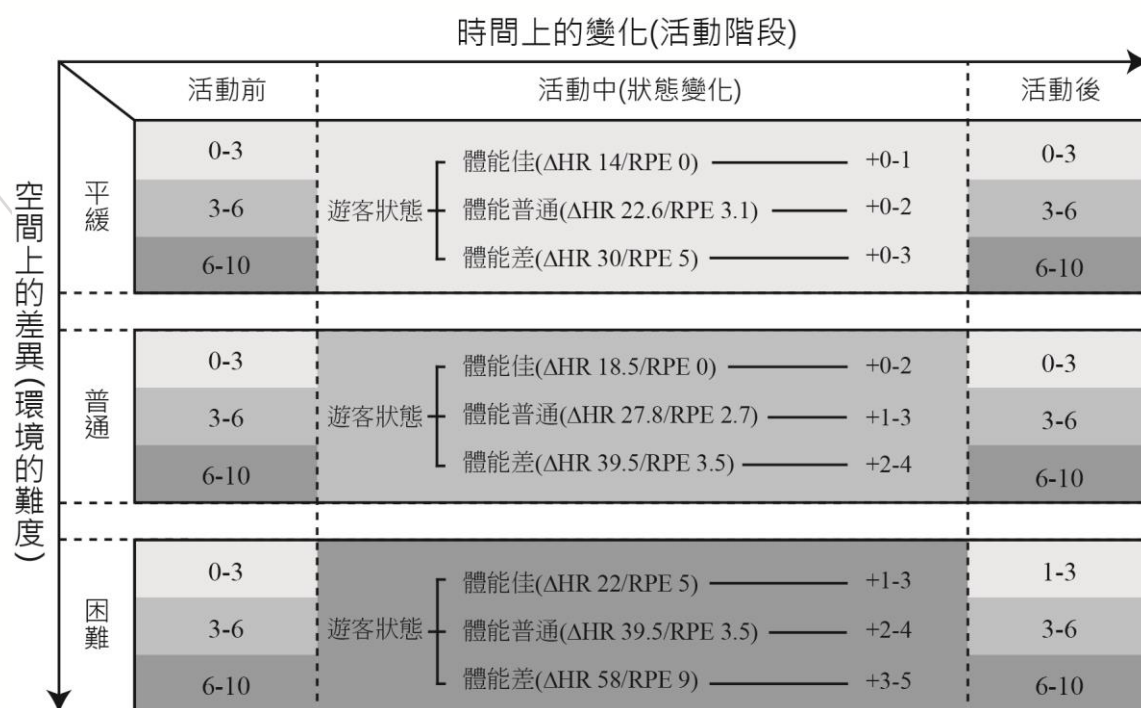 時間上的變化(活動階段)
活動前 活動中(狀態變化) 活動後
空間上的差異(環境的難度)
平緩
0-3 體能佳(ΔHR 14/RPE 0) +0-1 0-3
3-6 遊客狀態 體能普通(ΔHR 22.6/RPE 3.1) +0-2 3-6
6-10 體能差(ΔHR 30/RPE 5) +0-3 6-10
普通
0-3 體能佳(ΔHR 18.5/RPE 0) +0-2 0-3
3-6 遊客狀態 體能普通(ΔHR 27.8/RPE 2.7) +1-3 3-6
6-10 體能差(ΔHR 39.5/RPE 3.5) +2-4 6-10
困難
0-3 體能佳(ΔHR 22/RPE 5) +1-3 1-3
3-6 遊客狀態 體能普通(ΔHR 39.5/RPE 3.5) +2-4 3-6
6-10 體能差(ΔHR 58/RPE 9) +3-5 6-10